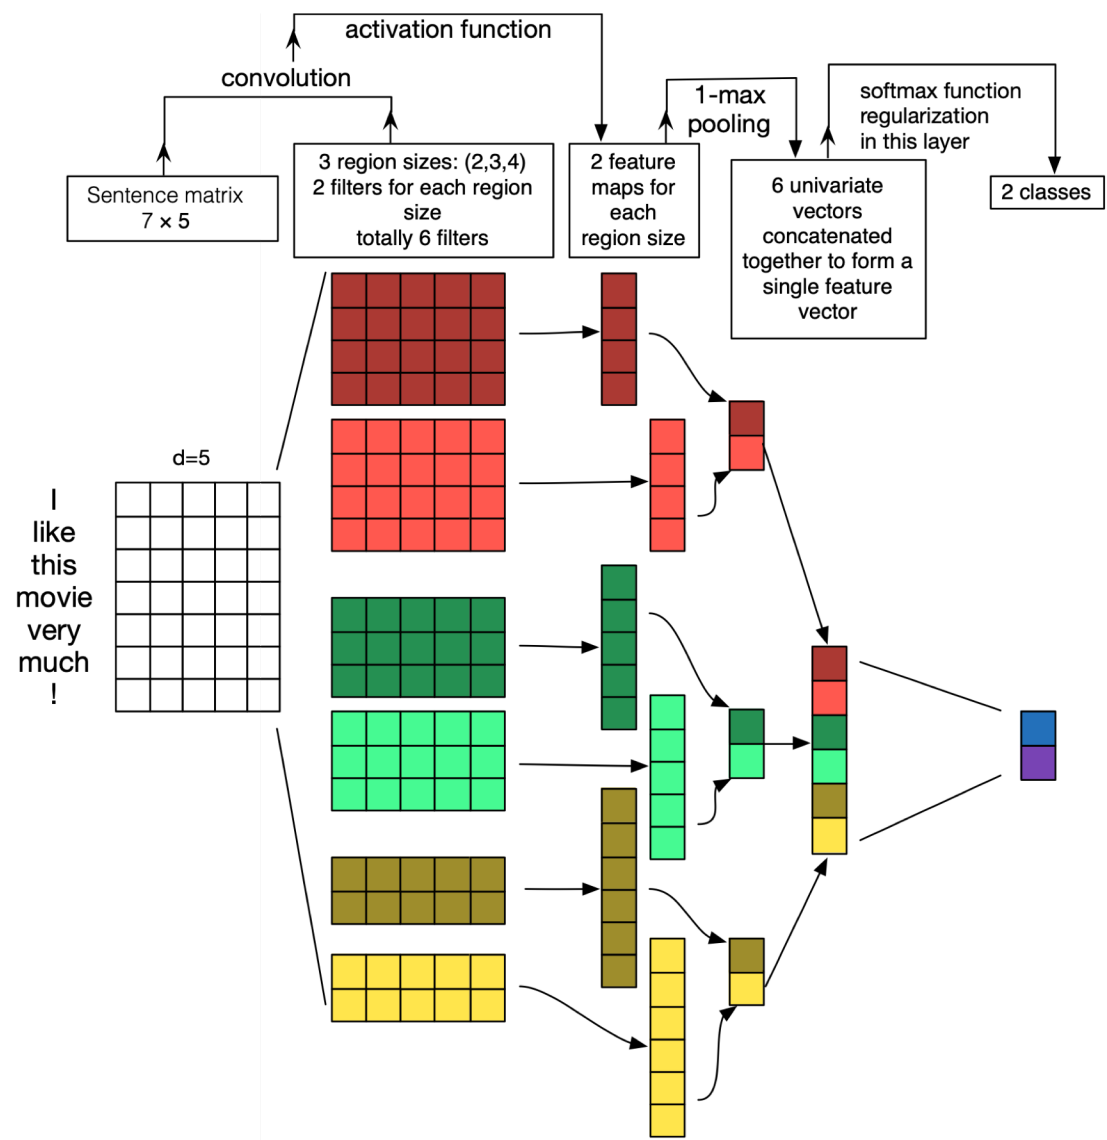 activation function
convolution
1-max
pooling
softmax function
regularization
in this layer
3 region sizes: (2,3,4)
2 filters for each region
size
totally 6 filters
2 feature
maps for
each
region size
Sentence matrix
7 × 5
6 univariate
vectors
concatenated
together to form a
single feature
vector
2 classes
d=5
I
like
this
movie
very
much
!